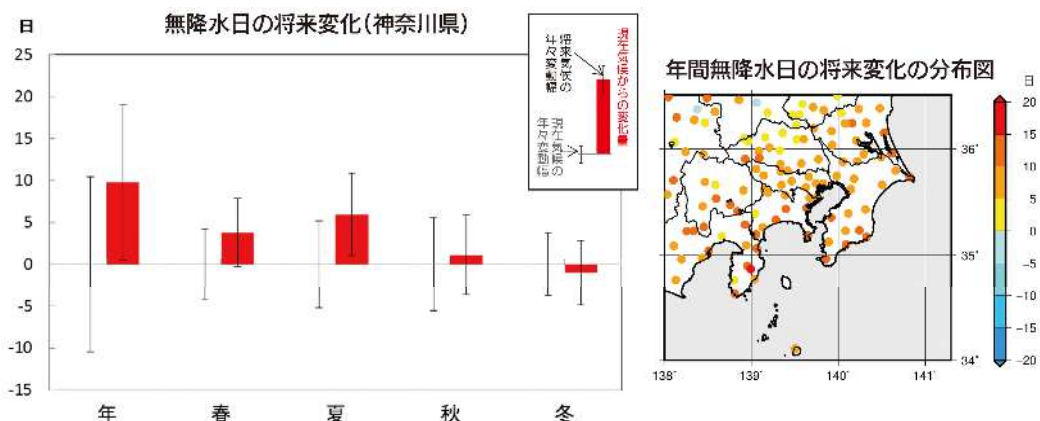 日
無降水日の将来変化(神奈川県)
25
20
15
10
5
0
-5
-10
-15
年
春
夏
秋
冬
現在気候からの変化量
将来気候の
年々変動幅
現在気候の
年々変動幅
年間無降水日の将来変化の分布図
日
20
15
10
5
0
-5
-10
-15
-20
36°
35°
34°
138°
139°
140°
141°